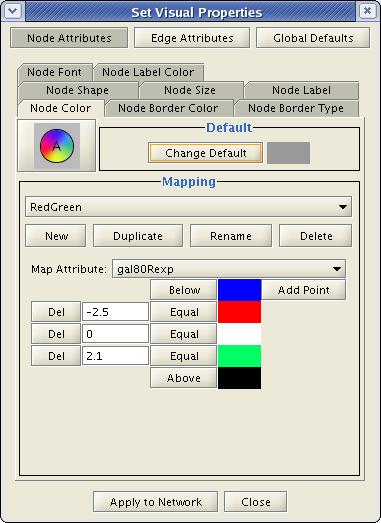 Set Visual Properties
Node Attributes Edge Attributes Global Defaults
Node Font Node Label Color
Node Shape Node Size Node Label
Node Color Node Border Color Node Border Type
A
Default
Change Default
Mapping
RedGreen
New Duplicate Rename Delete
Map Attribute: gal80Rexp
Below Add Point
Del -2.5 Equal
Del 0 Equal
Del 2.1 Equal
Above
Apply to Network Close